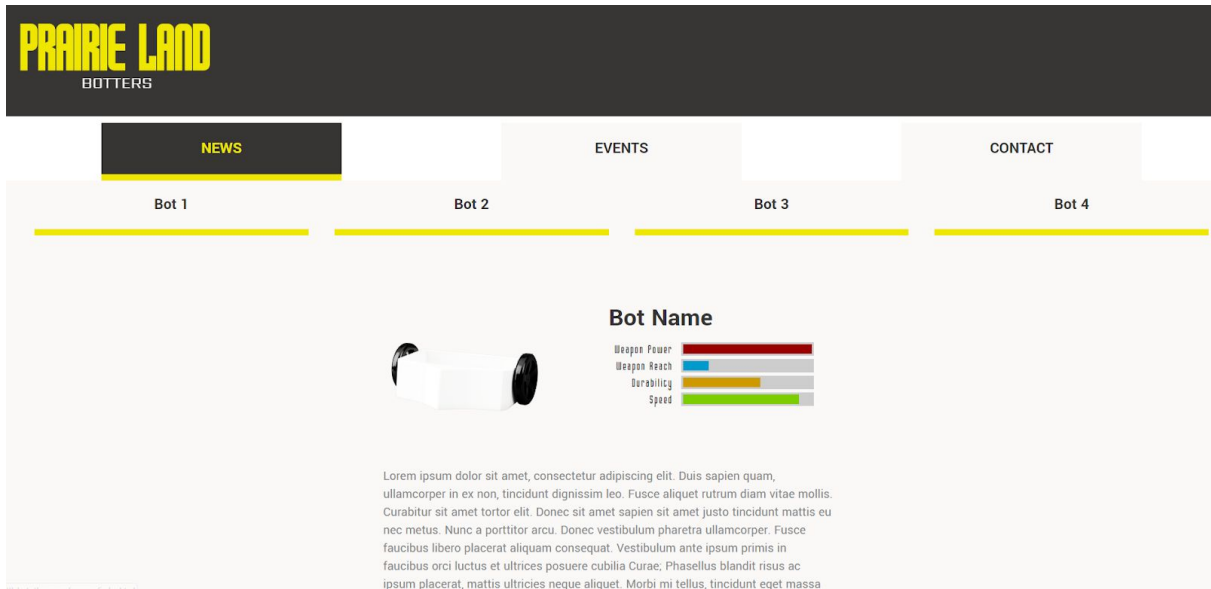 PRAIRIE LAND
BOTTERS
NEWS
EVENTS
CONTACT
Bot 1
Bot 2
Bot 3
Bot 4
Bot Name
Weapon Power
Weapon Reach
Durability
Speed
Lorem ipsum dolor sit amet, consectetur adipiscing elit. Duis sapien quam,
ullamcorper in ex non, tincidunt dignissim leo. Fusce aliquet rutrum diam vitae mollis.
Curabitur sit amet tortor elit. Donec sit amet sapien sit amet justo tincidunt mattis eu
nec metus. Nunc a porttitor arcu. Donec vestibulum pharetra ullamcorper. Fusce
faucibus libero placerat aliquam consequat. Vestibulum ante ipsum primis in
faucibus orci luctus et ultrices posuere cubilia Curae; Phasellus blandit risus ac
ipsum placerat, mattis ultricies neque aliquet. Morbi mi tellus, tincidunt eget massa